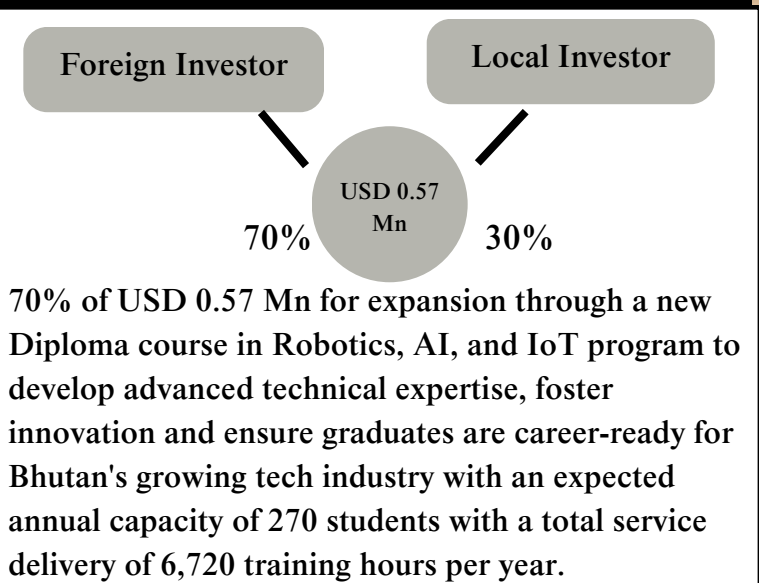 Foreign Investor
Local Investor
USD 0.57
Mn
70%
30%
70% of USD 0.57 Mn for expansion through a new
Diploma course in Robotics, AI, and IoT program to
develop advanced technical expertise, foster
innovation and ensure graduates are career-ready for
Bhutan's growing tech industry with an expected
annual capacity of 270 students with a total service
delivery of 6,720 training hours per year.